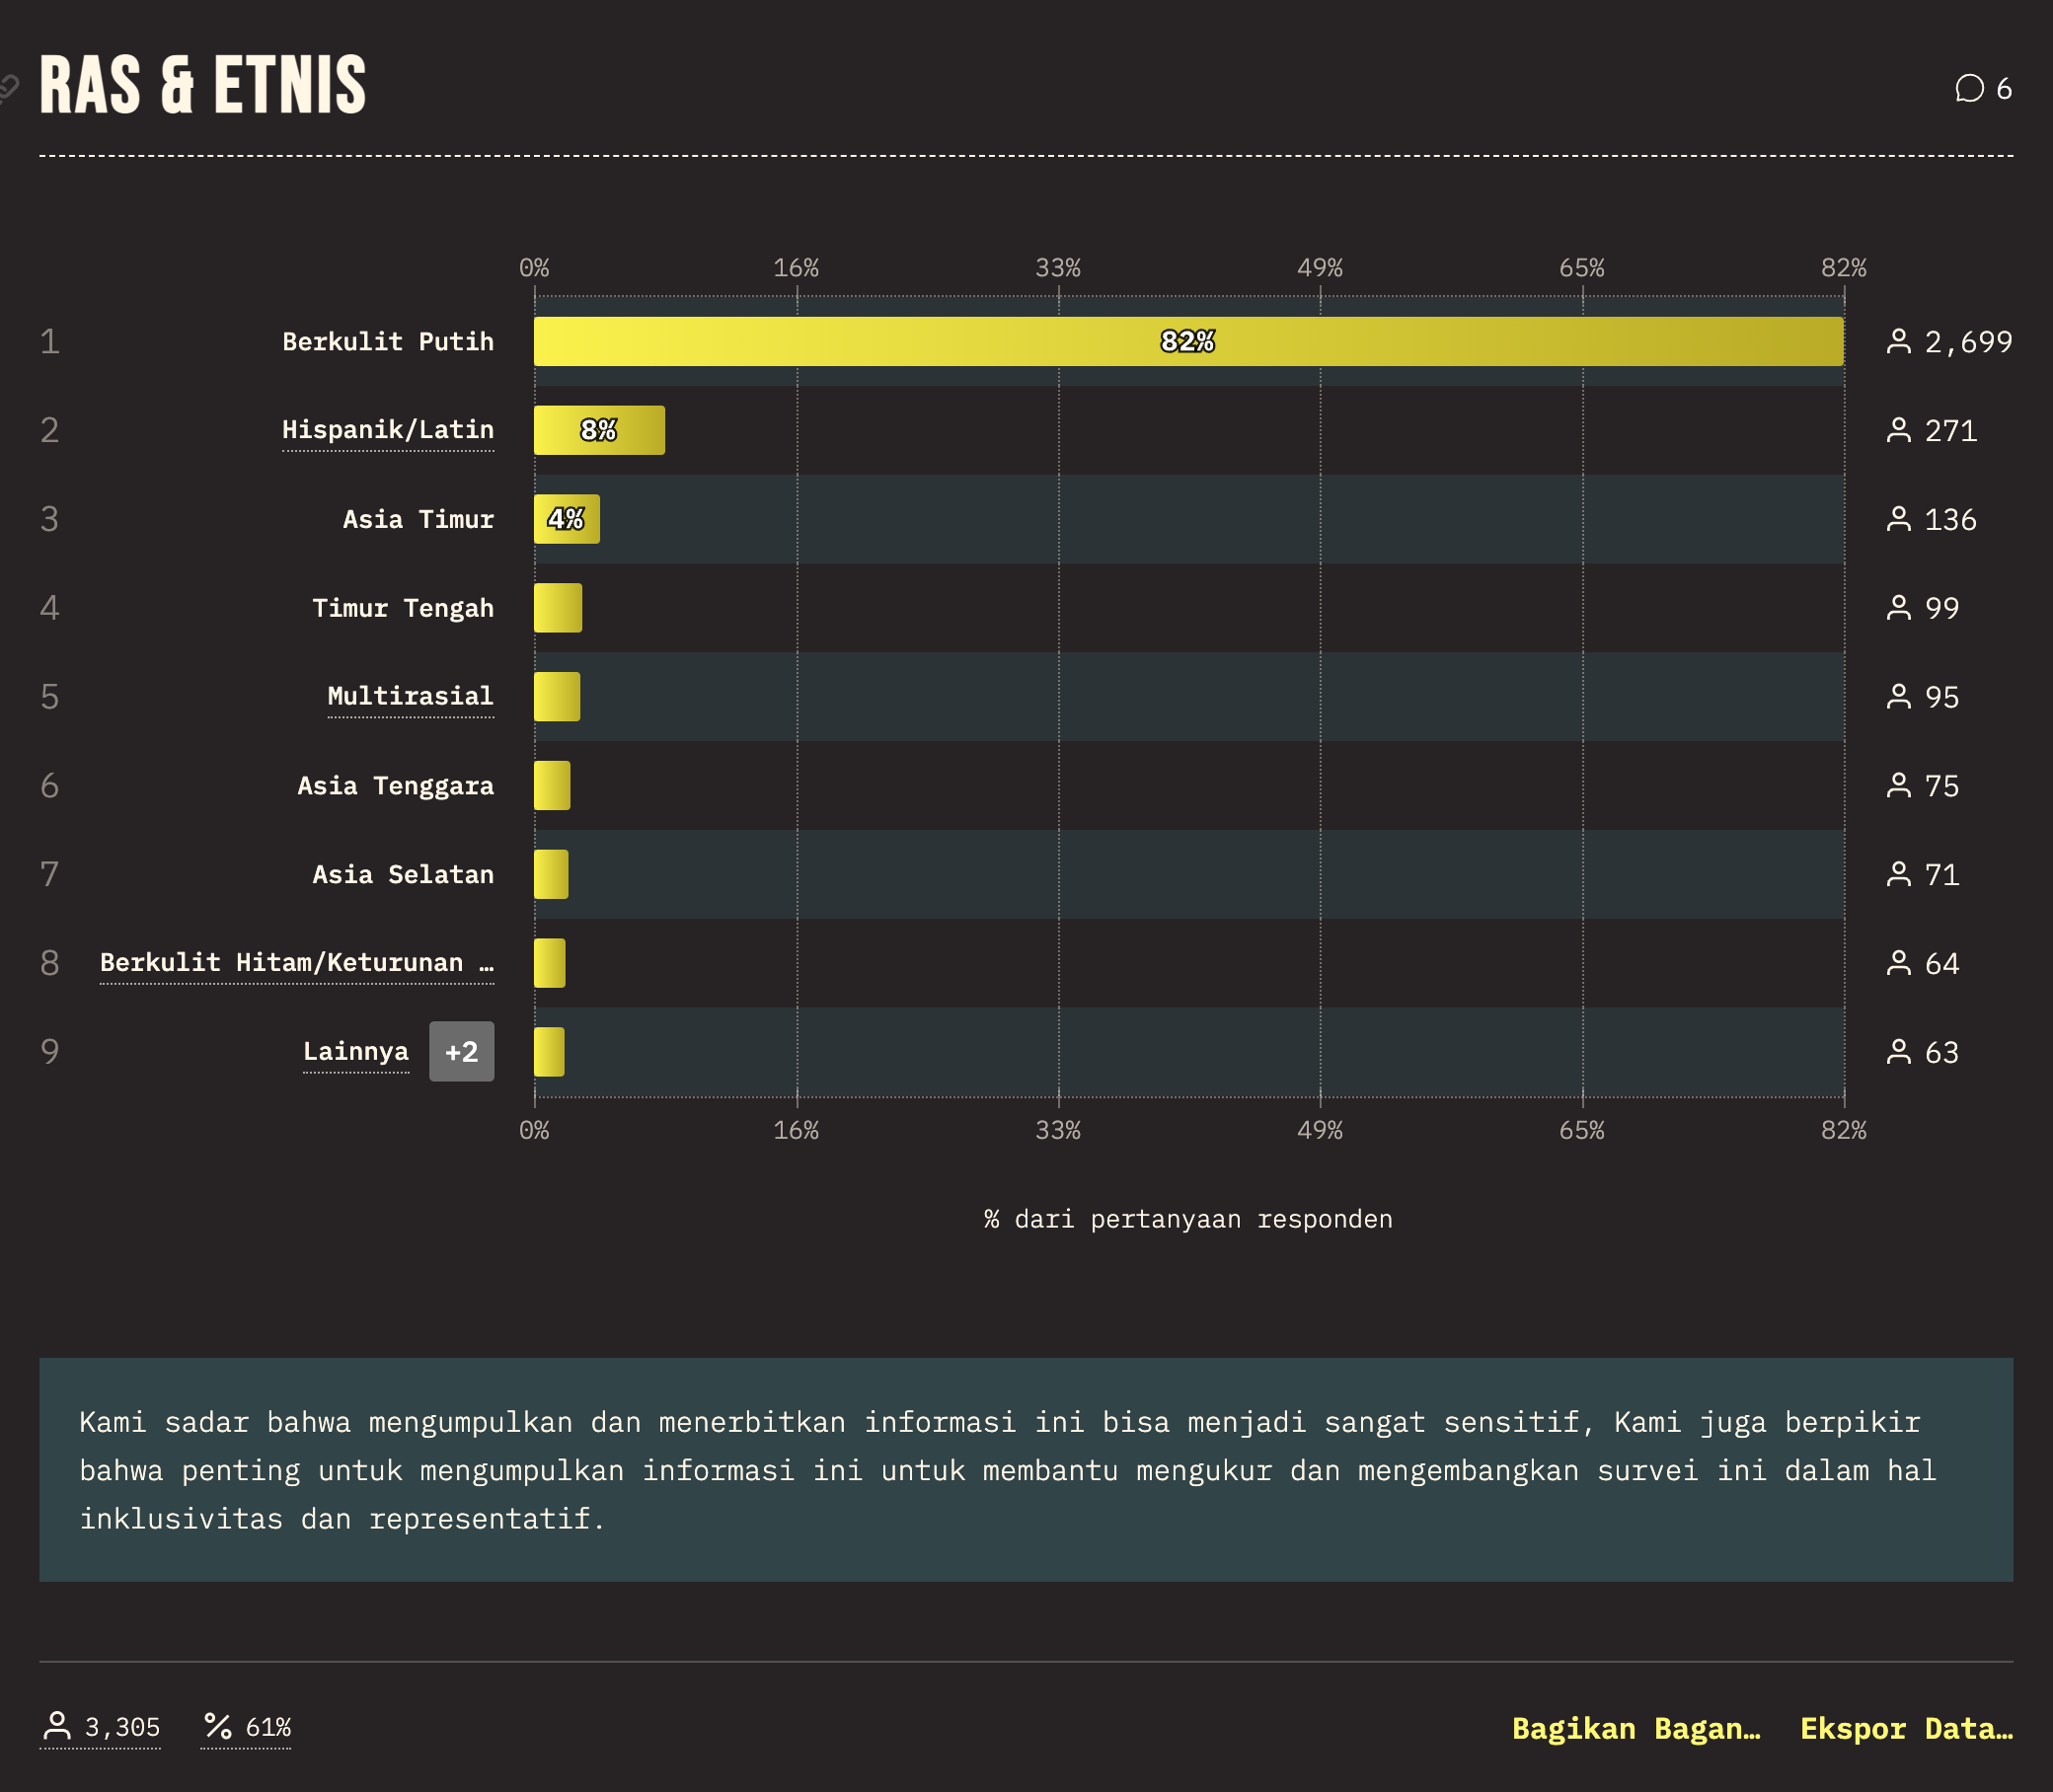 RAS & ETNIS
6
0% 16% 33% 49% 65% 82%
1 Berkulit Putih 82% 2,699
2 Hispanik/Latin 8% 271
3 Asia Timur 4% 136
4 Timur Tengah 99
5 Multirasial 95
6 Asia Tenggara 75
7 Asia Selatan 71
8 Berkulit Hitam/Keturunan … 64
9 Lainnya +2 63
0% 16% 33% 49% 65% 82%
% dari pertanyaan responden
Kami sadar bahwa mengumpulkan dan menerbitkan informasi ini bisa menjadi sangat sensitif, Kami juga berpikir
bahwa penting untuk mengumpulkan informasi ini untuk membantu mengukur dan mengembangkan survei ini dalam hal
inklusivitas dan representatif.
3,305 % 61% Bagikan Bagan… Ekspor Data…